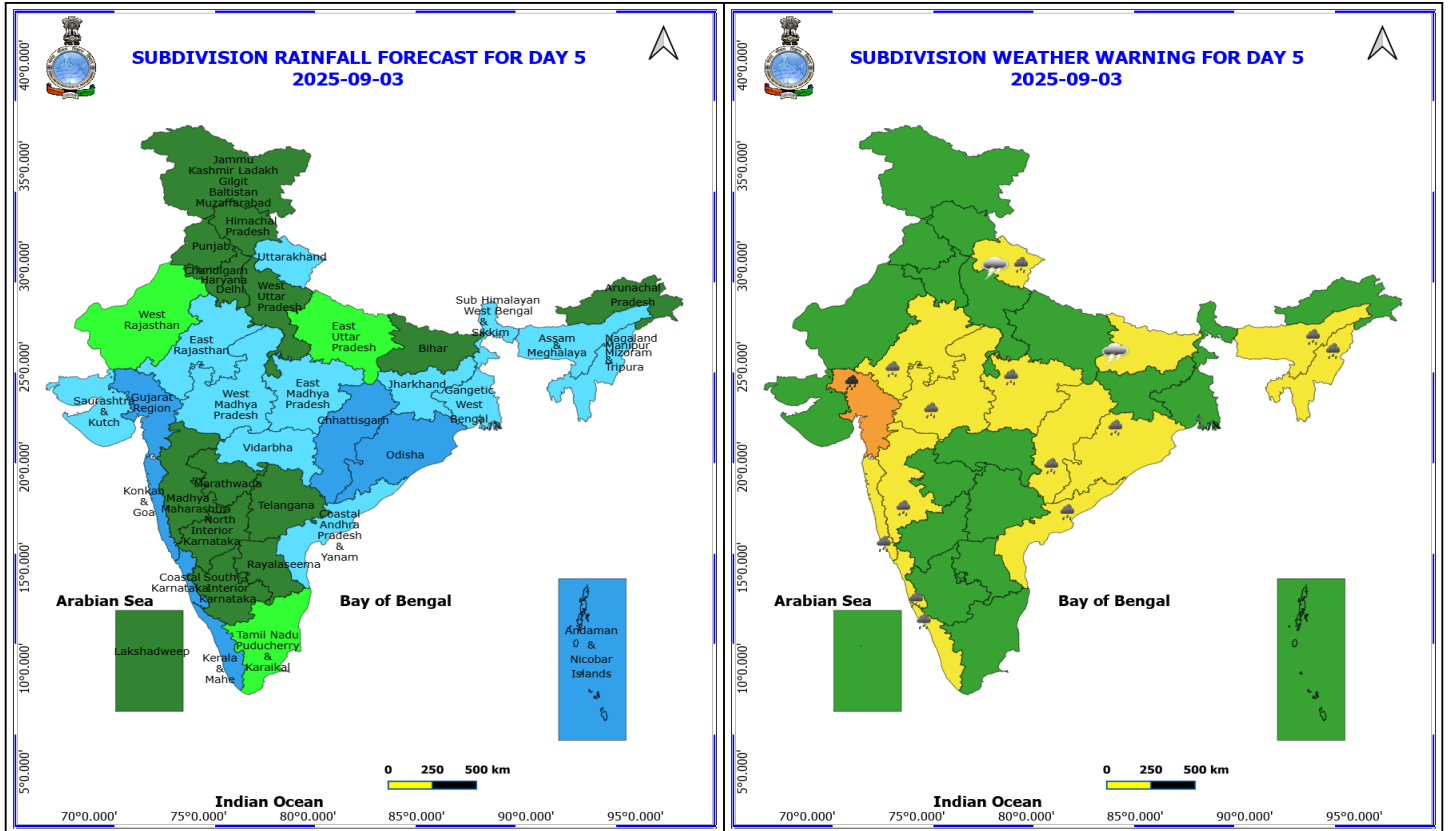 SUBDIVISION RAINFALL FORECAST FOR DAY 5
2025-09-03
40°0.000'
35°0.000'
30°0.000'
25°0.000'
20°0.000'
15°0.000'
10°0.000'
5°0.000'
Jammu
Kashmir Ladakh
Gilgit
Baltistan
Muzaffarabad
Himachal
Pradesh
Punjab
Uttarakhand
Chandigarh
Haryana
Delhi
West
Uttar
Pradesh
Arunachal
Pradesh
Sub Himalayan
West Bengal
&
Sikkim
West
Rajasthan
East
Uttar
Pradesh
East
Rajasthan
Bihar
Assam
&
Meghalaya
Nagaland
Manipur
Mizoram
&
Tripura
Saurashtra
&
Kutch
Gujarat
Region
West
Madhya
Pradesh
East
Madhya
Pradesh
Jharkhand
Gangetic
West
Bengal
Chhattisgarh
Vidarbha
Odisha
Konkan
&
Goa
Marathwada
Madhya
Maharashtra
Telangana
North
Interior
Karnataka
Coastal
Andhra
Pradesh
&
Yanam
Rayalaseema
Coastal
Karnataka
South
Interior
Karnataka
Arabian Sea
Bay of Bengal
Lakshadweep
Tamil Nadu
Puducherry
&
Karaikal
Kerala
&
Mahe
Andaman
&
Nicobar
Islands
0 250 500 km
Indian Ocean
70°0.000' 75°0.000' 80°0.000' 85°0.000' 90°0.000' 95°0.000'
SUBDIVISION WEATHER WARNING FOR DAY 5
2025-09-03
40°0.000'
35°0.000'
30°0.000'
25°0.000'
20°0.000'
15°0.000'
10°0.000'
5°0.000'
Arabian Sea
Bay of Bengal
0 250 500 km
Indian Ocean
70°0.000' 75°0.000' 80°0.000' 85°0.000' 90°0.000' 95°0.000'